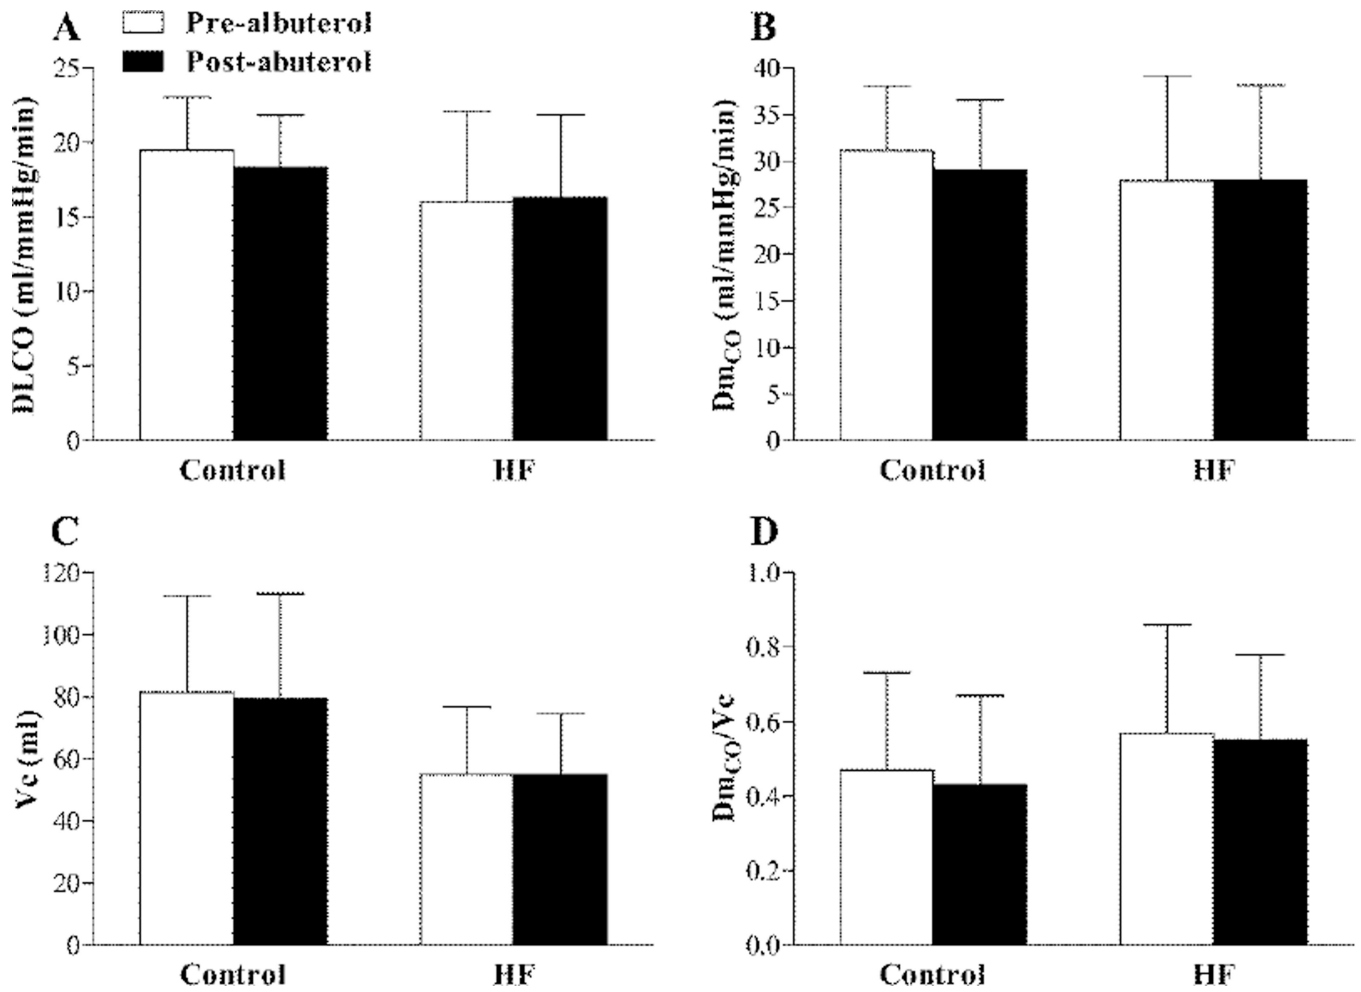 A
Pre-albuterol
Post-abuterol
DLCO (ml/mmHg/min)
25
20
15
10
5
0
Control
HF
B
Dm_CO (ml/mmHg/min)
40
35
30
25
20
15
10
5
0
Control
HF
C
Vc (ml)
120
100
80
60
40
20
0
Control
HF
D
Dm_CO/Vc
1.0
0.8
0.6
0.4
0.2
0.0
Control
HF